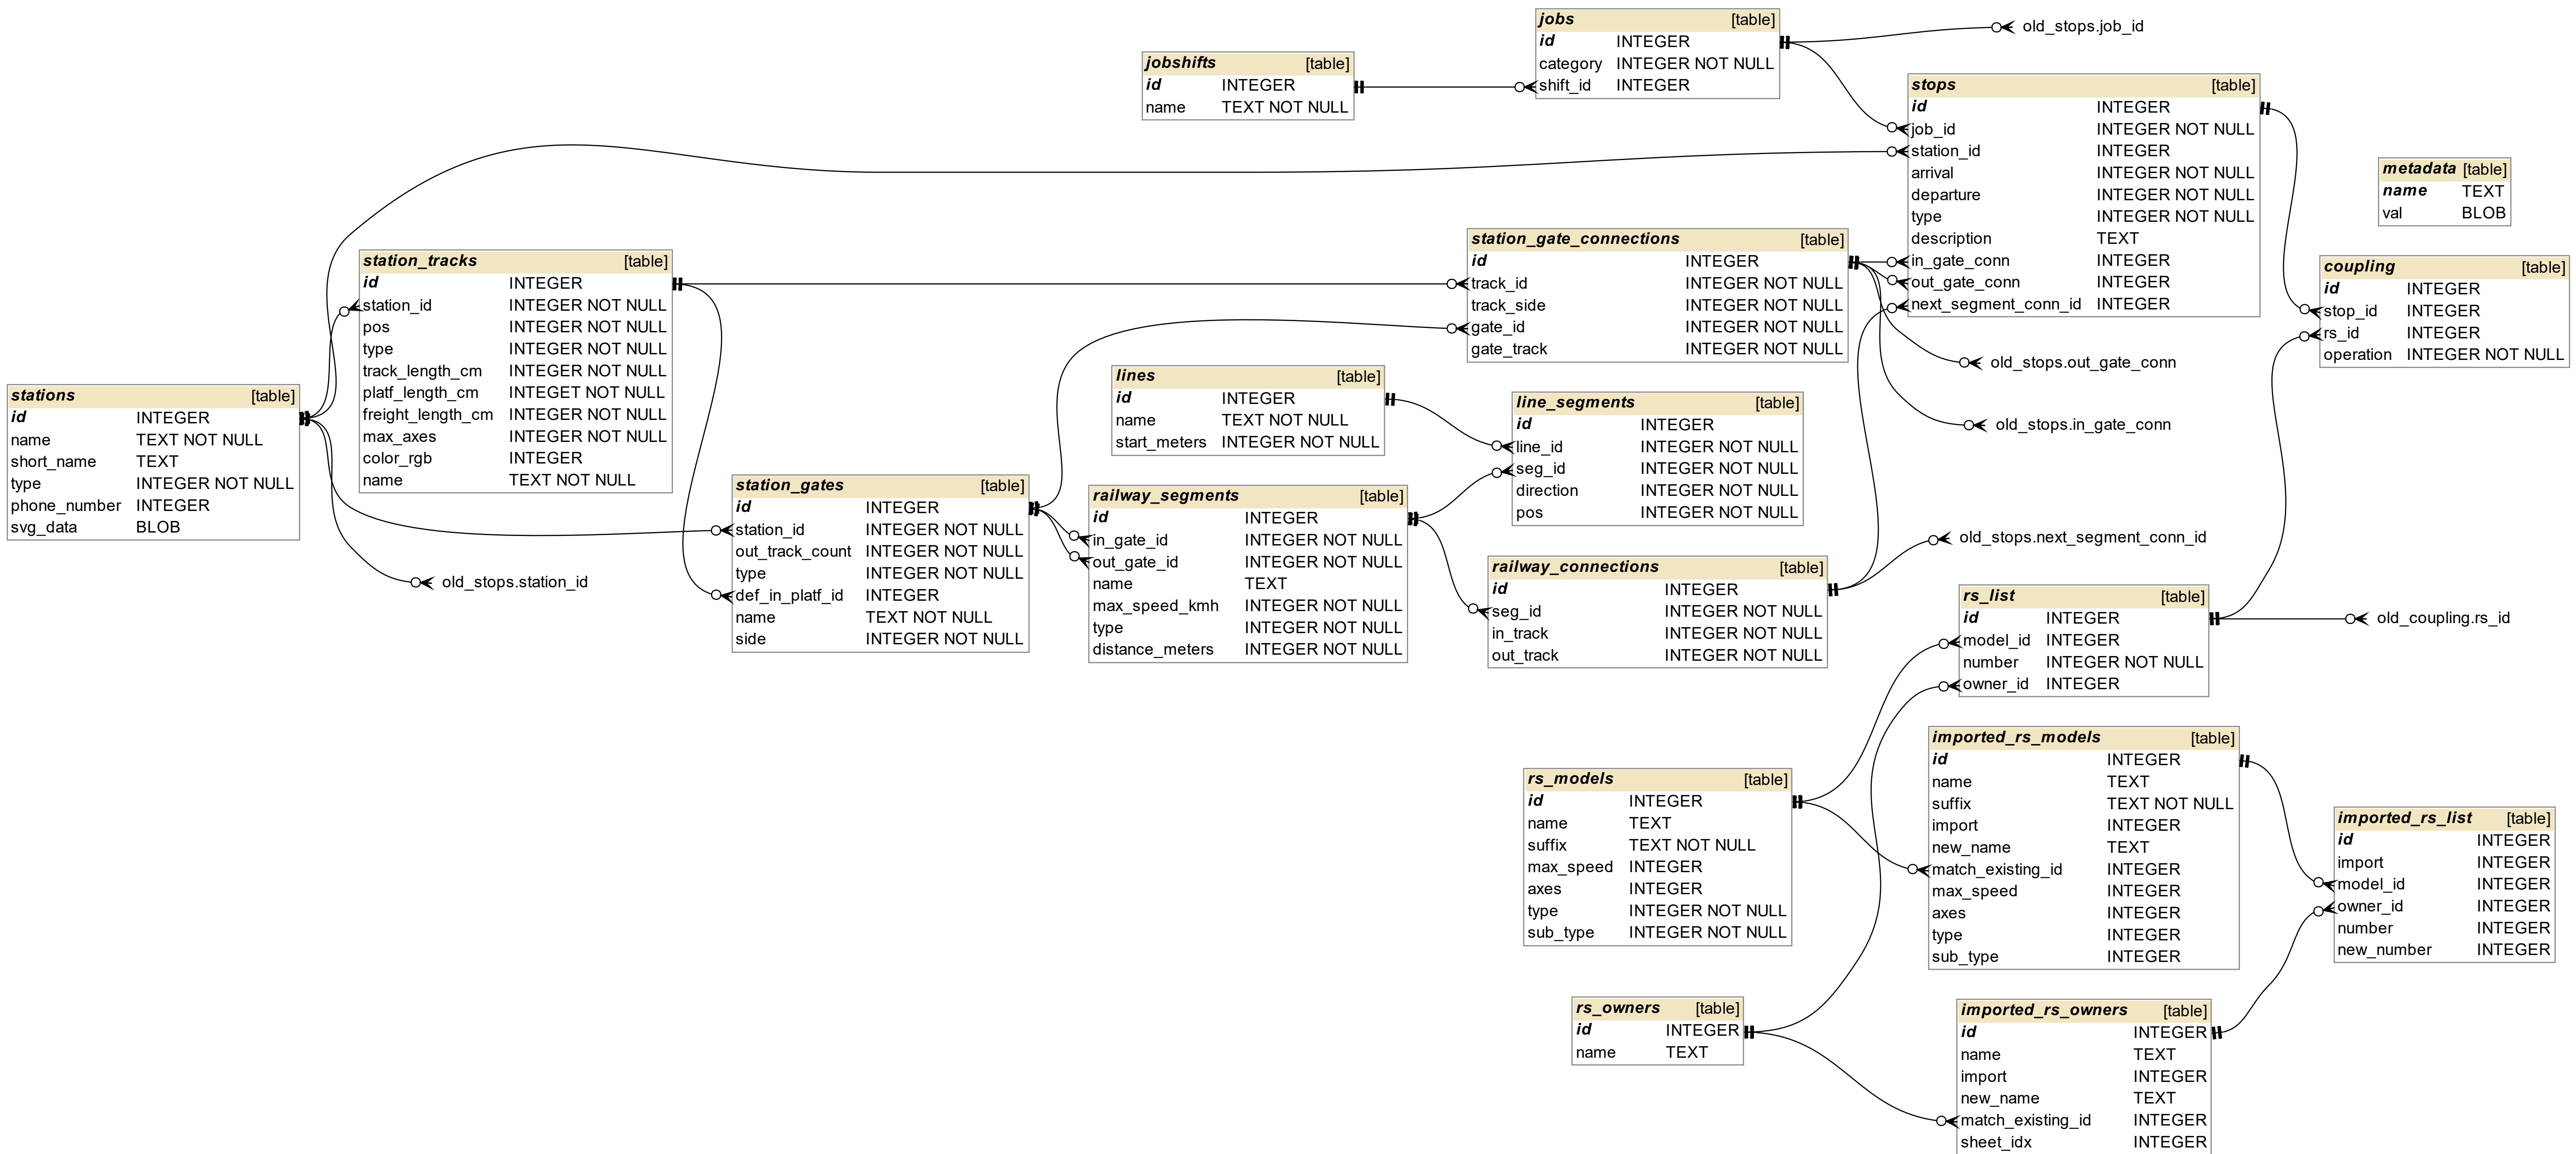 jobs [table]
id INTEGER
category INTEGER NOT NULL
shift_id INTEGER
old_stops.job_id
jobshifts [table]
id INTEGER
name TEXT NOT NULL
stops [table]
id INTEGER
job_id INTEGER NOT NULL
station_id INTEGER
arrival INTEGER NOT NULL
departure INTEGER NOT NULL
type INTEGER NOT NULL
description TEXT
in_gate_conn INTEGER
out_gate_conn INTEGER
next_segment_conn_id INTEGER
metadata [table]
name TEXT
val BLOB
station_gate_connections [table]
id INTEGER
track_id INTEGER NOT NULL
track_side INTEGER NOT NULL
gate_id INTEGER NOT NULL
gate_track INTEGER NOT NULL
station_tracks [table]
id INTEGER
station_id INTEGER NOT NULL
pos INTEGER NOT NULL
type INTEGER NOT NULL
track_length_cm INTEGER NOT NULL
platf_length_cm INTEGET NOT NULL
freight_length_cm INTEGER NOT NULL
max_axes INTEGER NOT NULL
color_rgb INTEGER
name TEXT NOT NULL
coupling [table]
id INTEGER
stop_id INTEGER
rs_id INTEGER
operation INTEGER NOT NULL
old_stops.out_gate_conn
old_stops.in_gate_conn
lines [table]
id INTEGER
name TEXT NOT NULL
start_meters INTEGER NOT NULL
stations [table]
id INTEGER
name TEXT NOT NULL
short_name TEXT
type INTEGER NOT NULL
phone_number INTEGER
svg_data BLOB
line_segments [table]
id INTEGER
line_id INTEGER NOT NULL
seg_id INTEGER NOT NULL
direction INTEGER NOT NULL
pos INTEGER NOT NULL
station_gates [table]
id INTEGER
station_id INTEGER NOT NULL
out_track_count INTEGER NOT NULL
type INTEGER NOT NULL
def_in_platf_id INTEGER
name TEXT NOT NULL
side INTEGER NOT NULL
railway_segments [table]
id INTEGER
in_gate_id INTEGER NOT NULL
out_gate_id INTEGER NOT NULL
name TEXT
max_speed_kmh INTEGER NOT NULL
type INTEGER NOT NULL
distance_meters INTEGER NOT NULL
old_stops.next_segment_conn_id
railway_connections [table]
id INTEGER
seg_id INTEGER NOT NULL
in_track INTEGER NOT NULL
out_track INTEGER NOT NULL
old_stops.station_id
rs_list [table]
id INTEGER
model_id INTEGER
number INTEGER NOT NULL
owner_id INTEGER
old_coupling.rs_id
imported_rs_models [table]
id INTEGER
name TEXT
suffix TEXT NOT NULL
import INTEGER
new_name TEXT
match_existing_id INTEGER
max_speed INTEGER
axes INTEGER
type INTEGER
sub_type INTEGER
rs_models [table]
id INTEGER
name TEXT
suffix TEXT NOT NULL
max_speed INTEGER
axes INTEGER
type INTEGER NOT NULL
sub_type INTEGER NOT NULL
imported_rs_list [table]
id INTEGER
import INTEGER
model_id INTEGER
owner_id INTEGER
number INTEGER
new_number INTEGER
rs_owners [table]
id INTEGER
name TEXT
imported_rs_owners [table]
id INTEGER
name TEXT
import INTEGER
new_name TEXT
match_existing_id INTEGER
sheet_idx INTEGER